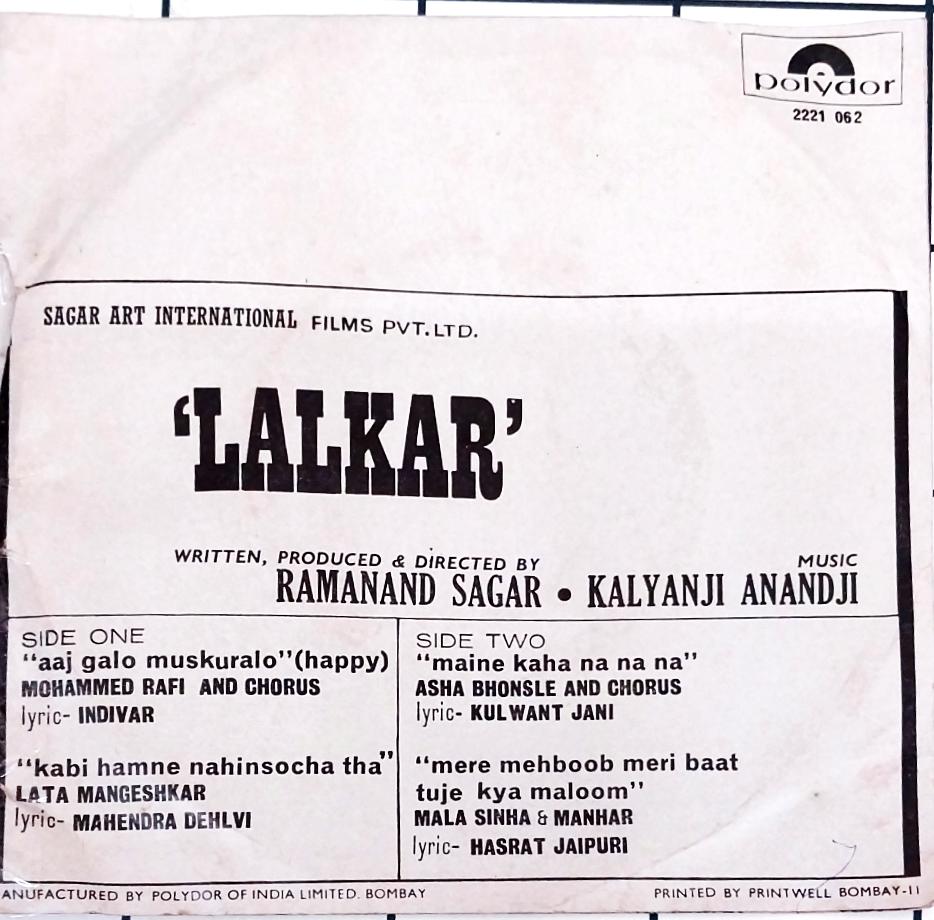 polydor
2221 062
SAGAR ART INTERNATIONAL FILMS PVT. LTD.
‘LALKAR’
WRITTEN, PRODUCED & DIRECTED BY
RAMANAND SAGAR • KALYANJI ANANDJI
MUSIC
SIDE ONE
“aaj galo muskuralo” (happy)
MOHAMMED RAFI AND CHORUS
lyric- INDIVAR
“kabi hamne nahinsocha tha”
LATA MANGESHKAR
lyric- MAHENDRA DEHLVI
SIDE TWO
“maine kaha na na na”
ASHA BHONSLE AND CHORUS
lyric- KULWANT JANI
“mere mehboob meri baat
tuje kya maloom”
MALA SINHA & MANHAR
lyric- HASRAT JAIPURI
ANUFACTURED BY POLYDOR OF INDIA LIMITED. BOMBAY
PRINTED BY PRINTWELL BOMBAY-11